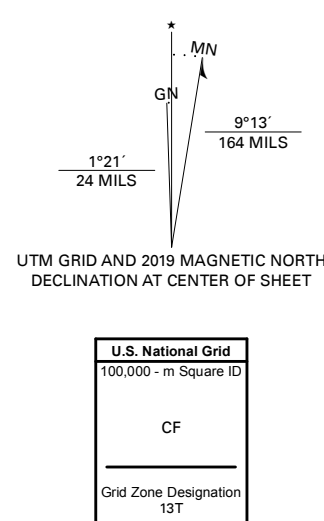 ★
MN
GN
9°13´
164 MILS
1°21´
24 MILS
UTM GRID AND 2019 MAGNETIC NORTH
DECLINATION AT CENTER OF SHEET
U.S. National Grid
100,000 - m Square ID
CF
Grid Zone Designation
13T